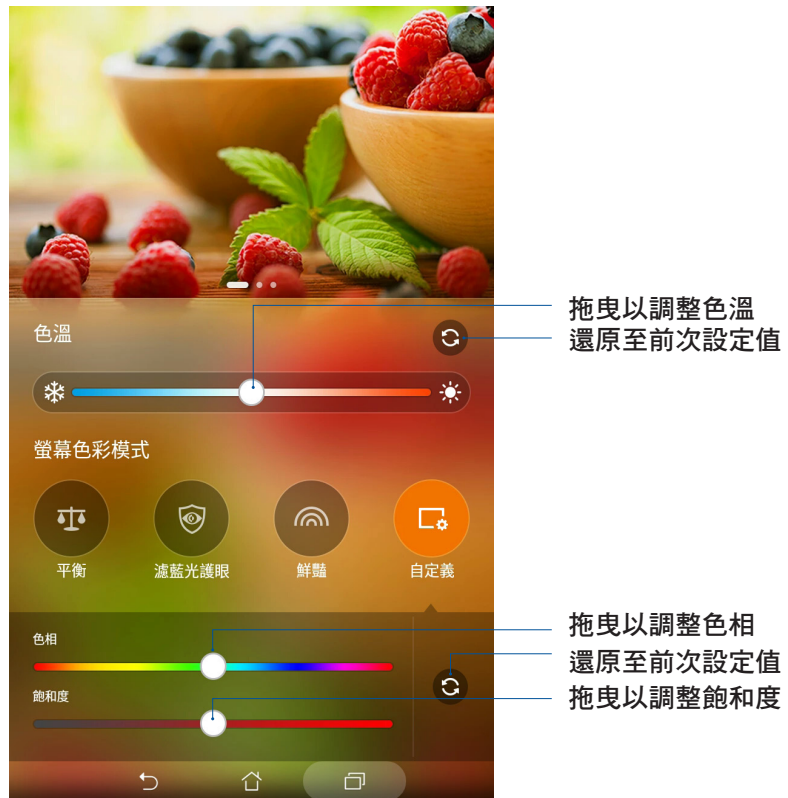 拖曳以調整色溫
色溫
還原至前次設定值
螢幕色彩模式
平衡
濾藍光護眼
鮮豔
自定義
拖曳以調整色相
色相
還原至前次設定值
飽和度
拖曳以調整飽和度